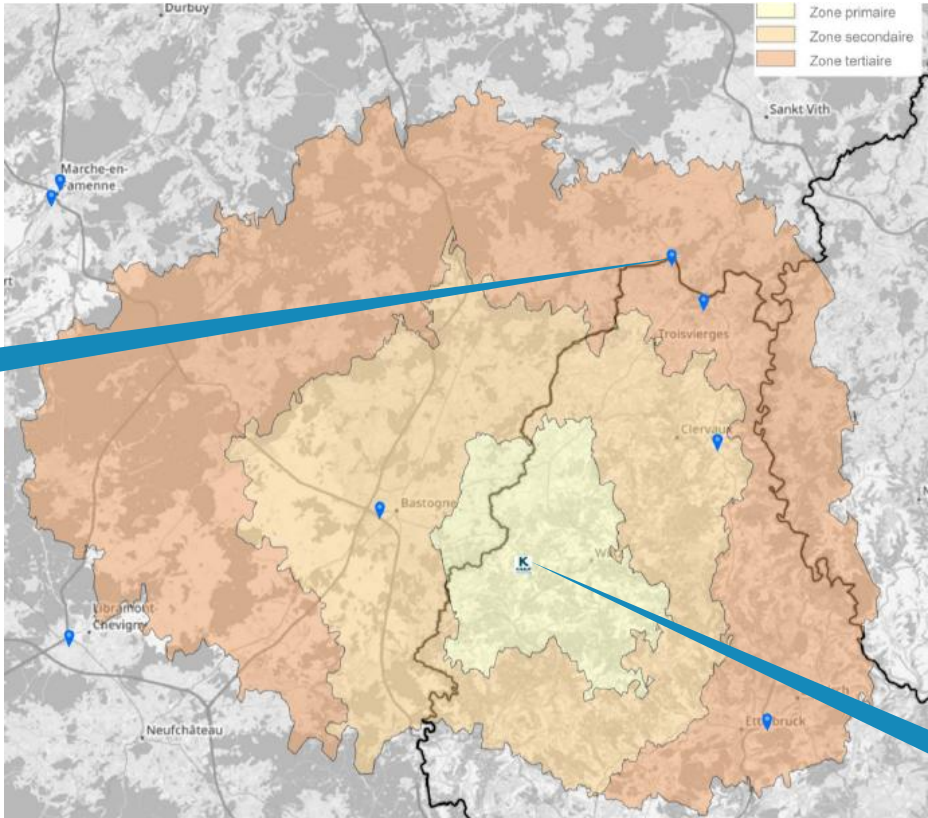 Durbuy
Zone primaire
Zone secondaire
Zone tertiaire
Sankt Vith
Marche-en-
Famenne
Troisvierges
Clervaux
Bastogne
K
Libramont-
Chevigny
Neufchâteau
Ettelbruck